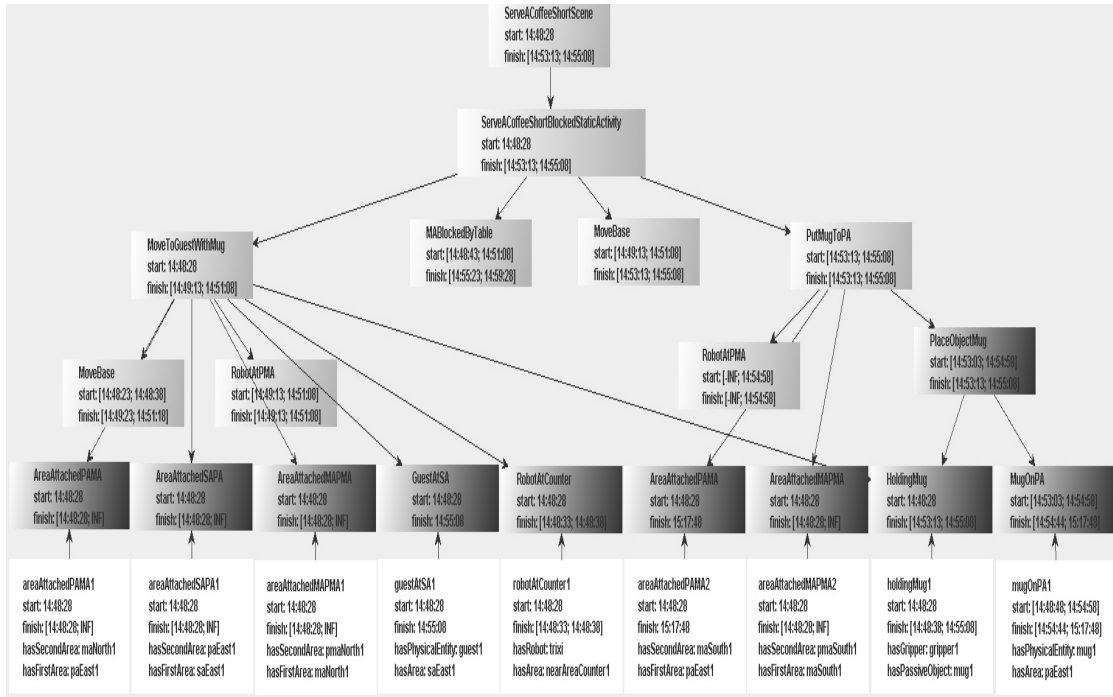 ServeACoffeeShortScene
start: 14:48:28
finish: [14:53:13; 14:55:08]
ServeACoffeeShortBlockedStaticActivity
start: 14:48:28
finish: [14:53:13; 14:55:08]
MoveToGuestWithMug
start: 14:48:28
finish: [14:49:13; 14:51:08]
MABlockedByTable
start: [14:48:43; 14:51:08]
finish: [14:55:23; 14:59:28]
MoveBase
start: [14:49:13; 14:51:08]
finish: [14:53:13; 14:55:08]
PutMugToPA
start: [14:53:13; 14:55:08]
finish: [14:53:13; 14:55:08]
MoveBase
start: [14:48:23; 14:48:38]
finish: [14:49:23; 14:51:18]
RobotAtPMA
start: [14:49:13; 14:51:08]
finish: [14:49:13; 14:51:08]
RobotAtPMA
start: [-INF; 14:54:58]
finish: [-INF; 14:54:58]
PlaceObjectMug
start: [14:53:03; 14:54:58]
finish: [14:53:13; 14:55:08]
AreaAttachedPAMA
start: 14:48:28
finish: [14:48:28; INF]
AreaAttachedSAPA
start: 14:48:28
finish: [14:48:28; INF]
AreaAttachedMAPMA
start: 14:48:28
finish: [14:48:28; INF]
GuestAtSA
start: 14:48:28
finish: 14:55:08
RobotAtCounter
start: 14:48:28
finish: [14:48:33; 14:48:38]
AreaAttachedPAMA
start: 14:48:28
finish: 15:17:48
AreaAttachedMAPMA
start: 14:48:28
finish: [14:48:28; INF]
HoldingMug
start: 14:48:28
finish: [14:53:13; 14:55:08]
MugOnPA
start: [14:53:03; 14:54:58]
finish: [14:54:44; 15:17:48]
areaAttachedPAMA1
start: 14:48:28
finish: [14:48:28; INF]
hasSecondArea: maNorth1
hasFirstArea: paEast1
areaAttachedSAPA1
start: 14:48:28
finish: [14:48:28; INF]
hasSecondArea: paEast1
hasFirstArea: saEast1
areaAttachedMAPMA1
start: 14:48:28
finish: [14:48:28; INF]
hasSecondArea: pmaNorth1
hasFirstArea: maNorth1
guestAtSA1
start: 14:48:28
finish: 14:55:08
hasPhysicalEntity: guest1
hasArea: saEast1
robotAtCounter1
start: 14:48:28
finish: [14:48:33; 14:48:38]
hasRobot: trixi
hasArea: nearAreaCounter1
areaAttachedPAMA2
start: 14:48:28
finish: 15:17:48
hasSecondArea: maSouth1
hasFirstArea: paEast1
areaAttachedMAPMA2
start: 14:48:28
finish: [14:48:28; INF]
hasSecondArea: pmaSouth1
hasFirstArea: maSouth1
holdingMug1
start: 14:48:28
finish: [14:48:38; 14:55:08]
hasGripper: gripper1
hasPassiveObject: mug1
mugOnPA1
start: [14:48:48; 14:54:58]
finish: [14:54:44; 15:17:48]
hasPhysicalEntity: mug1
hasArea: paEast1